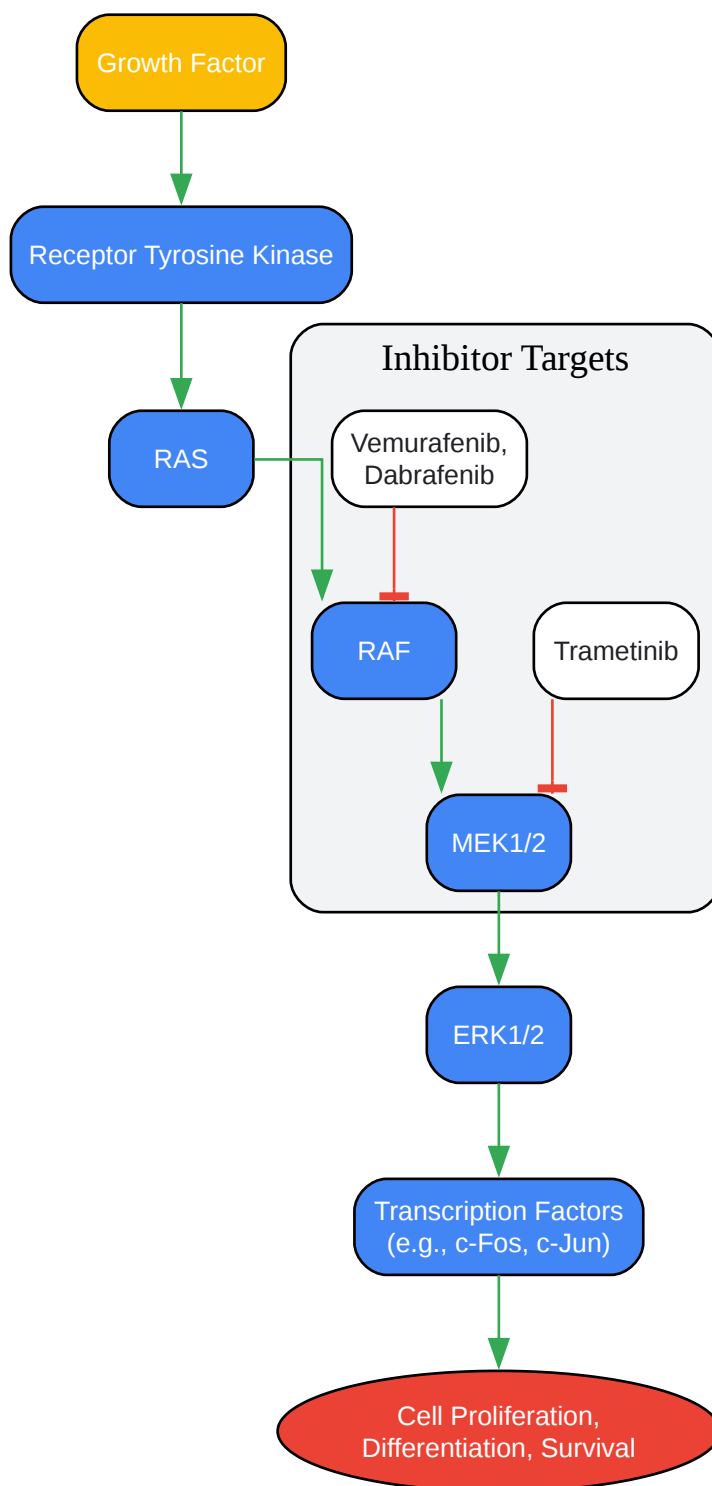 Growth Factor
Receptor Tyrosine Kinase
Inhibitor Targets
RAS
Vemurafenib,
Dabrafenib
RAF
Trametinib
MEK1/2
ERK1/2
Transcription Factors
(e.g., c-Fos, c-Jun)
Cell Proliferation,
Differentiation, Survival